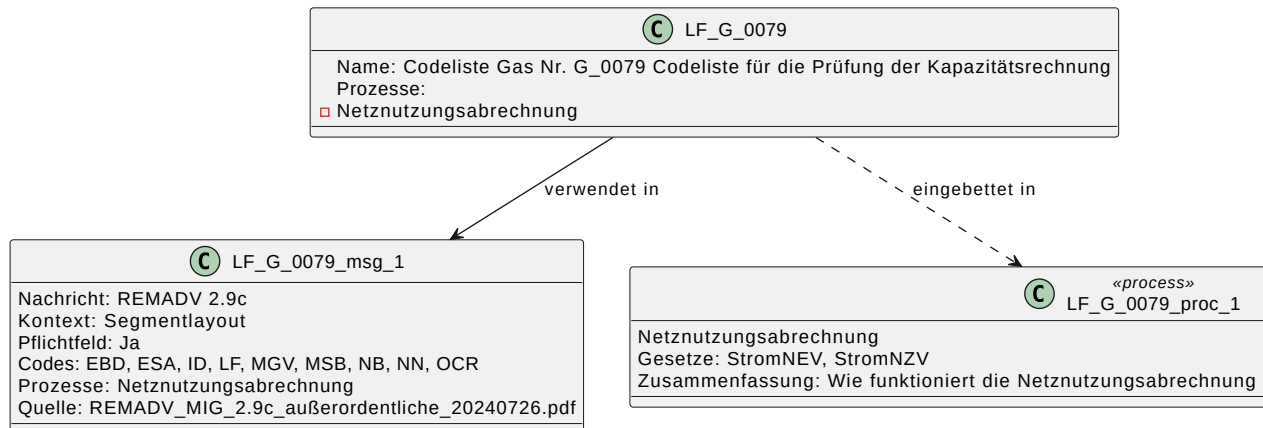 C LF_G_0079
Name: Codeliste Gas Nr. G_0079 Codeliste für die Prüfung der Kapazitätsrechnung
Prozesse:
Netznutzungsabrechnung
verwendet in
eingebettet in
C LF_G_0079_msg_1
Nachricht: REMADV 2.9c
Kontext: Segmentlayout
Pflichtfeld: Ja
Codes: EBD, ESA, ID, LF, MGV, MSB, NB, NN, OCR
Prozesse: Netznutzungsabrechnung
Quelle: REMADV_MIG_2.9c_außerordentliche_20240726.pdf
«process»
C LF_G_0079_proc_1
Netznutzungsabrechnung
Gesetze: StromNEV, StromNZV
Zusammenfassung: Wie funktioniert die Netznutzungsabrechnung